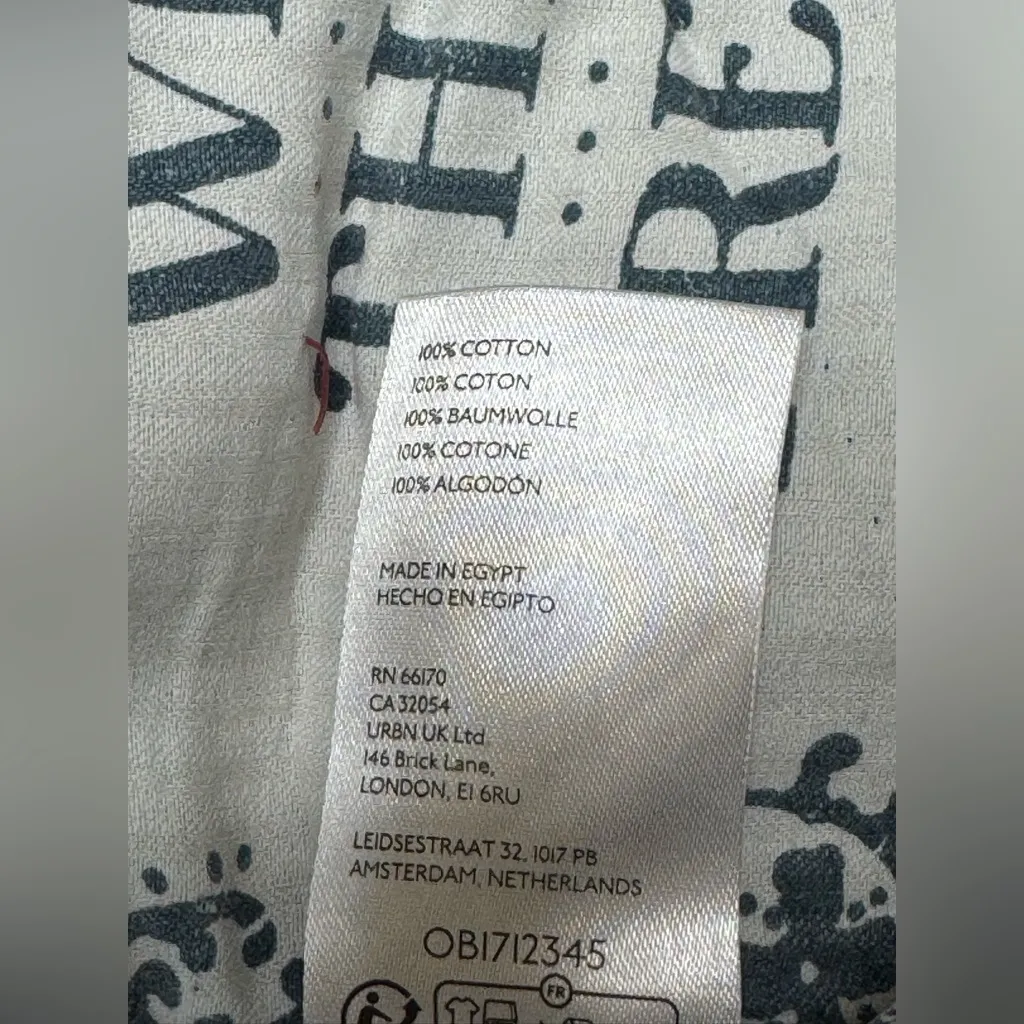 W
H
RE
100% COTTON
100% COTON
100% BAUMWOLLE
100% COTONE
100% ALGODÓN
MADE IN EGYPT
HECHO EN EGIPTO
RN 66170
CA 32054
URBN UK Ltd
146 Brick Lane,
LONDON, E1 6RU
LEIDSESTRAAT 32, 1017 PB
AMSTERDAM, NETHERLANDS
OB1712345
FR